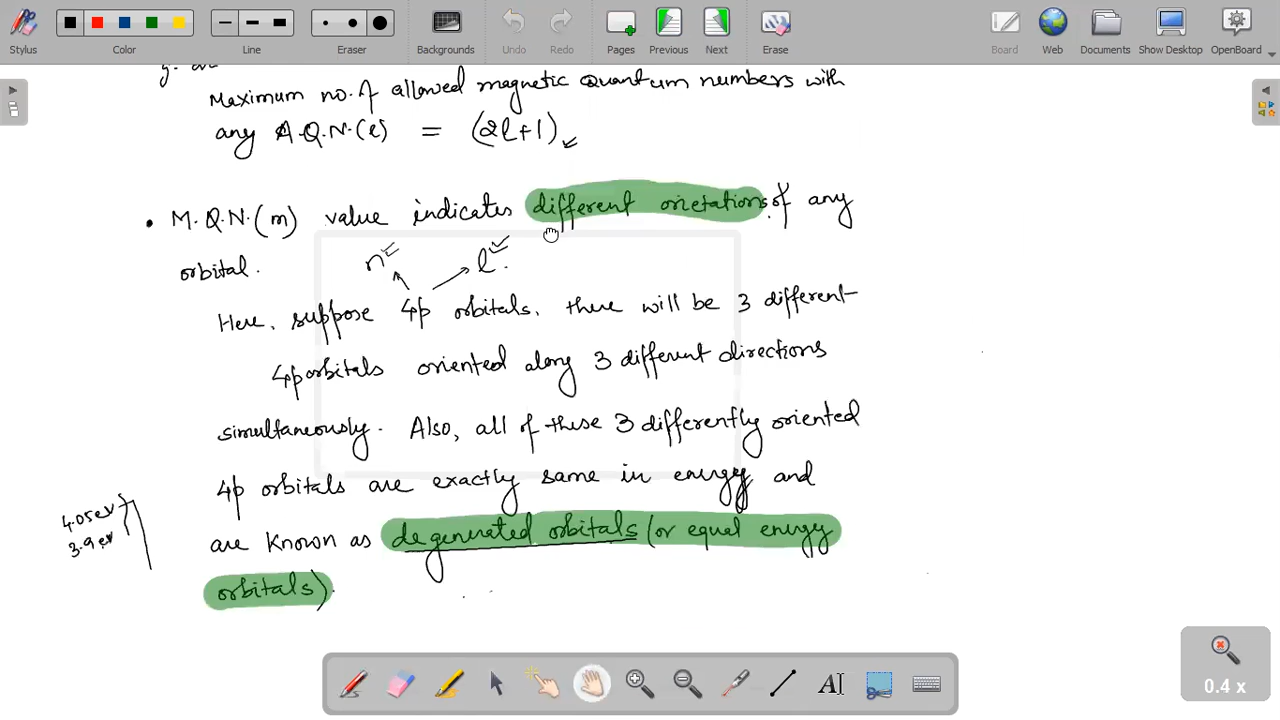 Stylus
Color
Line
Eraser
Backgrounds
Undo
Redo
Pages
Previous
Next
Erase
Board
Web
Documents
Show Desktop
OpenBoard
Maximum no. of allowed magnetic Quantum numbers with
any A.Q.N.(l) = (2l+1)
• M.Q.N.(m) value indicates different orietations of any
orbital.
n l.
Here, suppose 4p orbitals, there will be 3 different
4p orbitals oriented along 3 different directions
simultaneously. Also, all of these 3 differently oriented
4p orbitals are exactly same in energy and
4.05ev
3.9ev
are known as degenerated orbitals (or equal energy
orbitals).
0.4 x